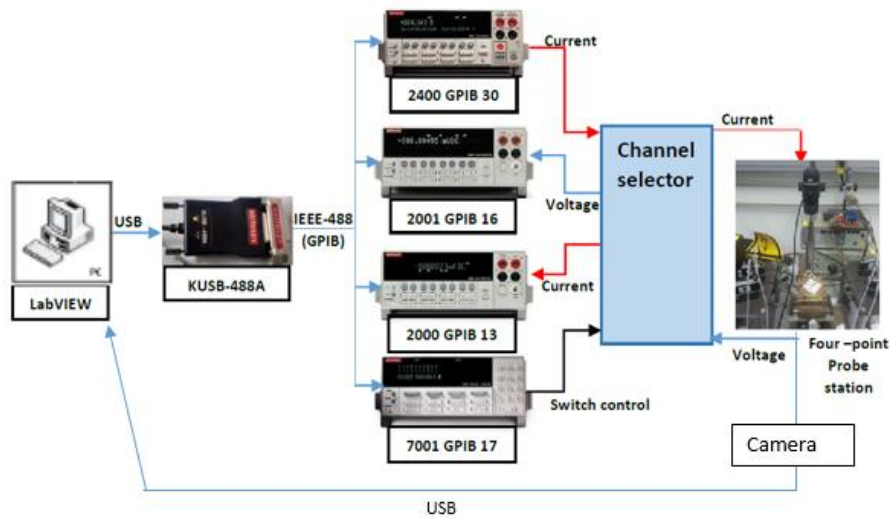 Current
2400 GPIB 30
Current
Channel
selector
2001 GPIB 16
Voltage
PC
LabVIEW
USB
KUSB-488A
IEEE-488
(GPIB)
2000 GPIB 13
Current
Voltage
Four –point
Probe
station
7001 GPIB 17
Switch control
Camera
USB